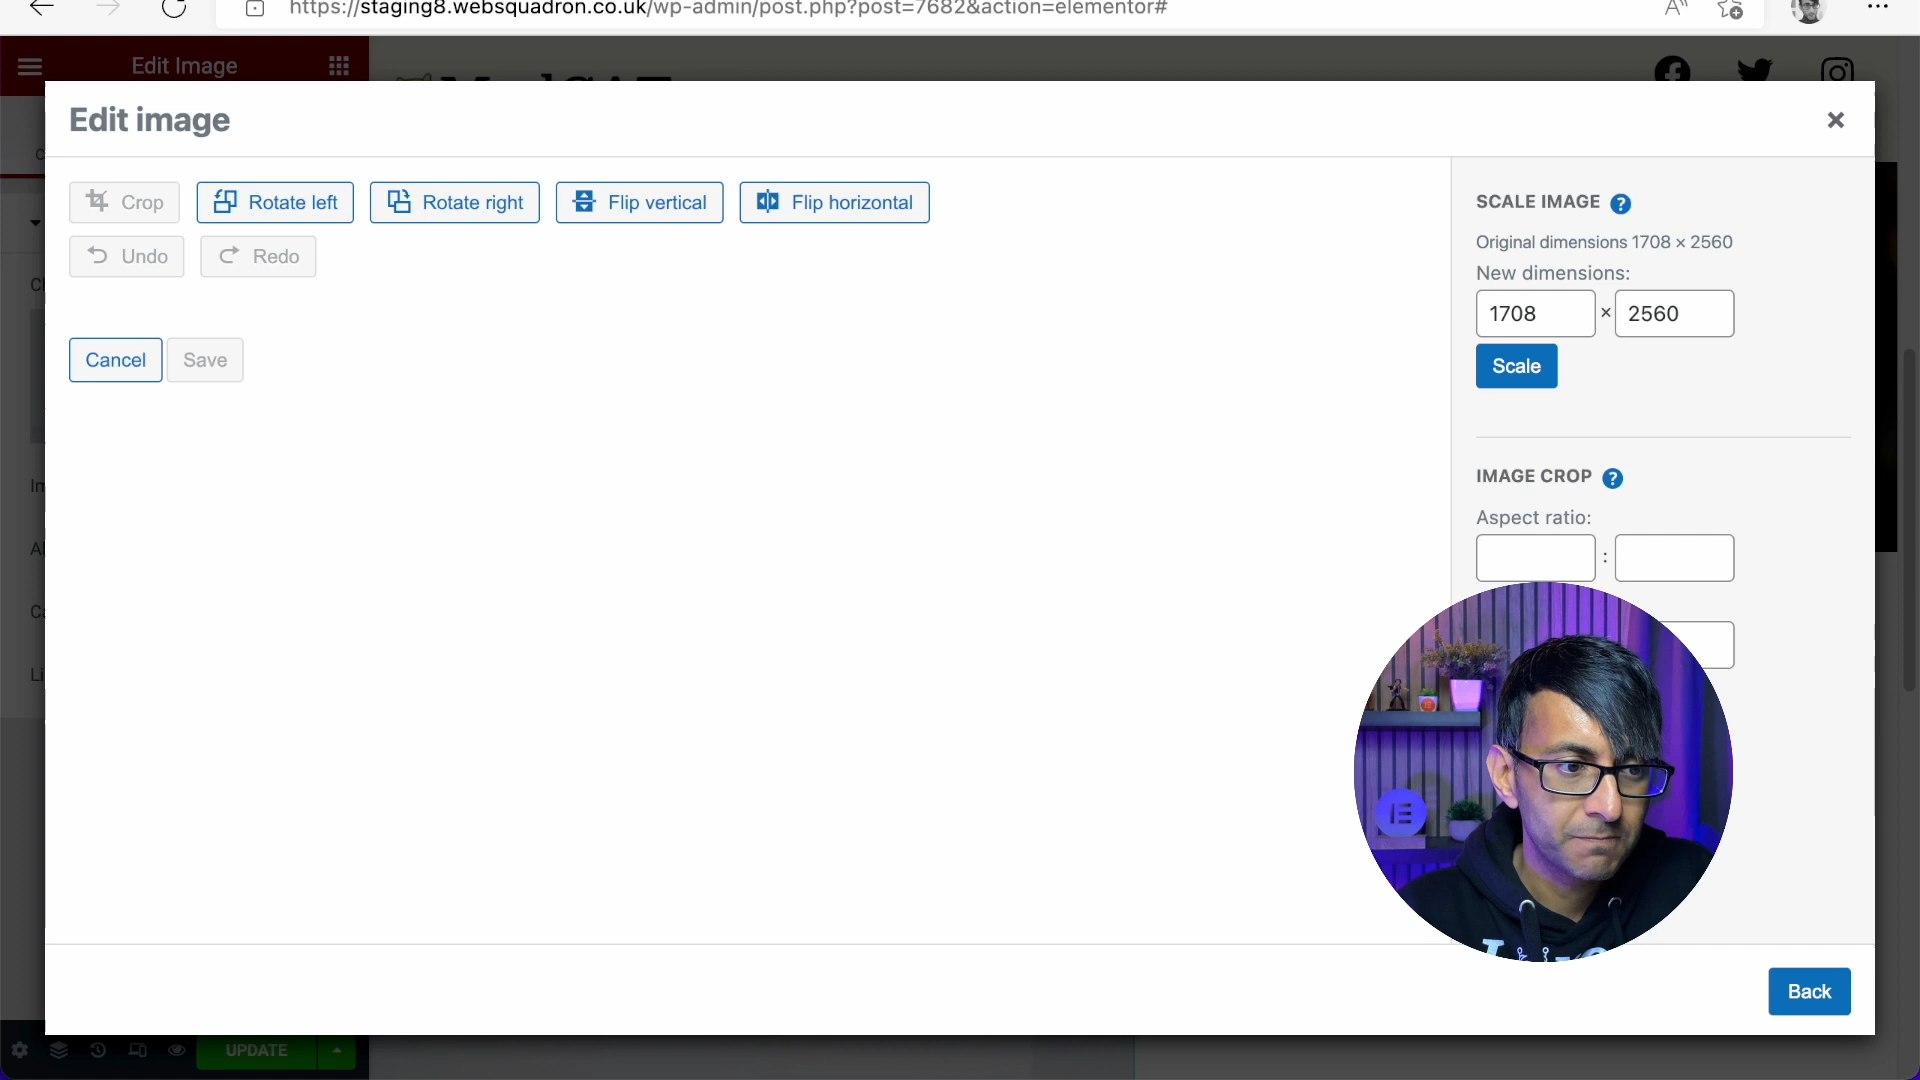 https://staging8.websquadron.co.uk/wp-admin/post.php?post=7682&action=elementor#
Edit Image
Edit image
Crop
Rotate left
Rotate right
Flip vertical
Flip horizontal
Undo
Redo
Cancel
Save
SCALE IMAGE ?
Original dimensions 1708 × 2560
New dimensions:
1708 × 2560
Scale
IMAGE CROP ?
Aspect ratio:
:
Back
UPDATE